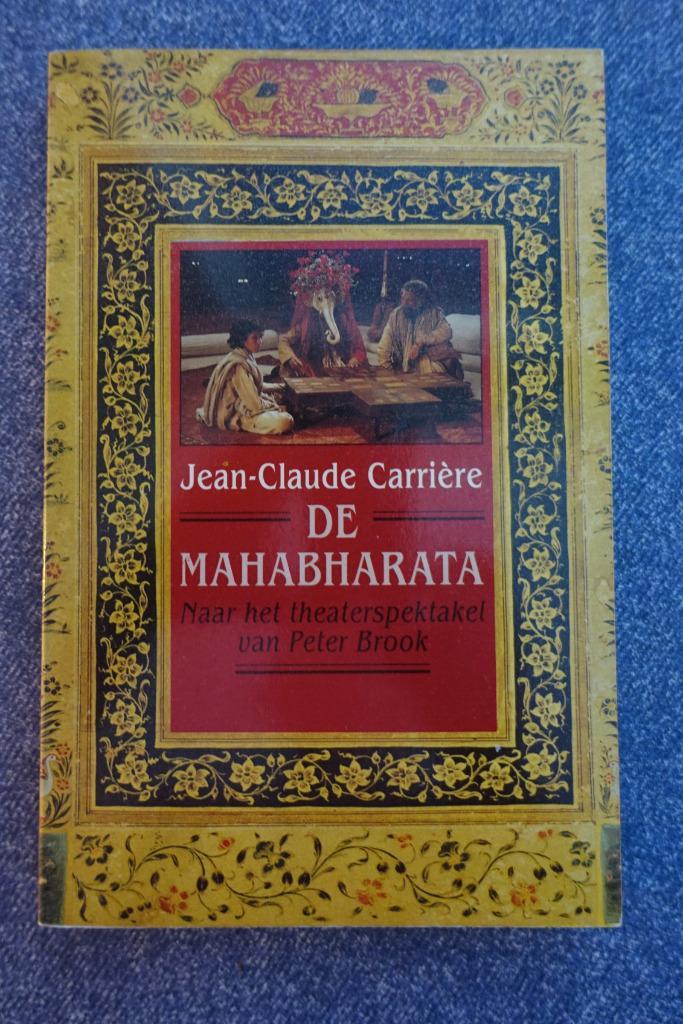 Jean-Claude Carrière
DE
MAHABHARATA
Naar het theaterspektakel
van Peter Brook